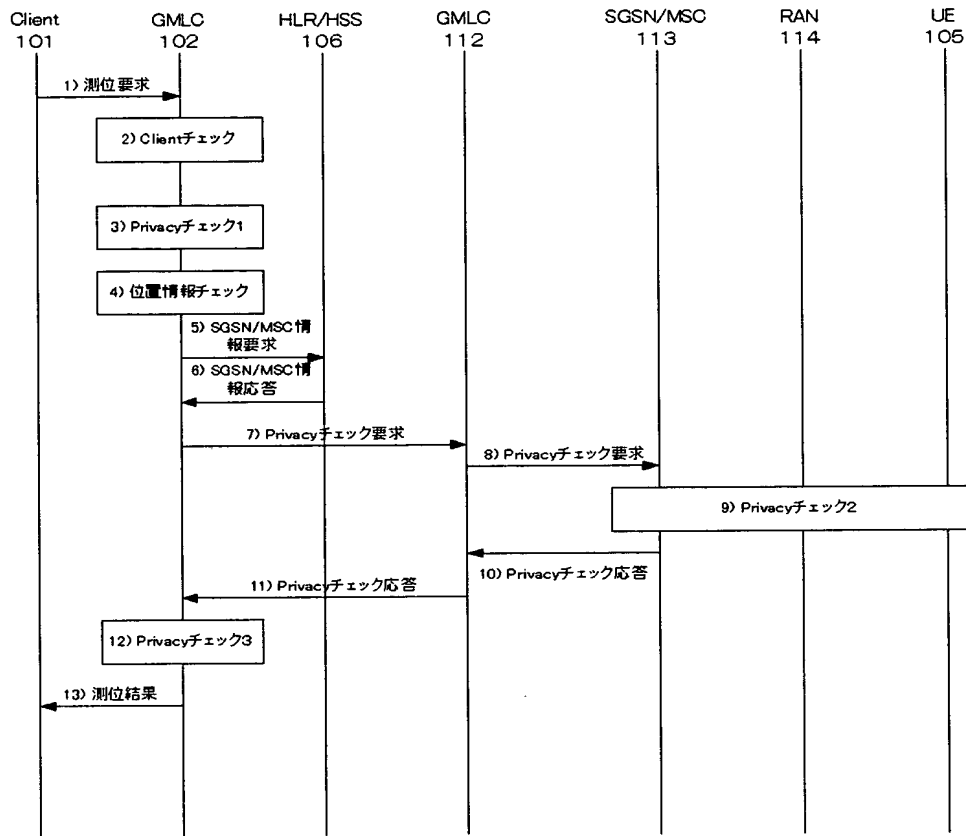 Client
101
GMLC
102
HLR/HSS
106
GMLC
112
SGSN/MSC
113
RAN
114
UE
105
1) 測位要求
2) Clientチェック
3) Privacyチェック1
4) 位置情報チェック
5) SGSN/MSC情
報要求
6) SGSN/MSC情
報応答
7) Privacyチェック要求
8) Privacyチェック要求
9) Privacyチェック2
10) Privacyチェック応答
11) Privacyチェック応答
12) Privacyチェック3
13) 測位結果